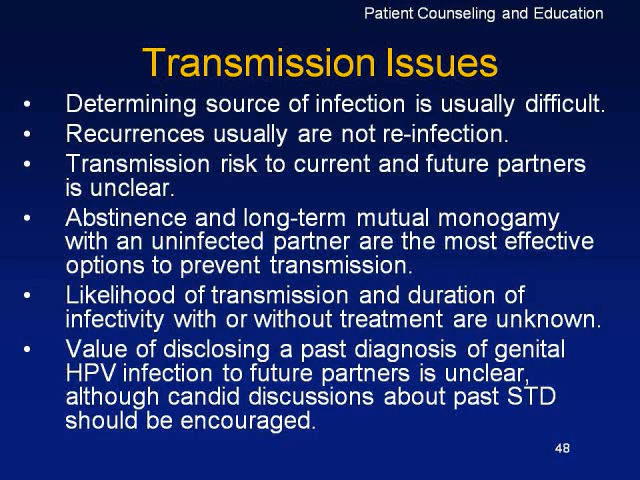 Patient Counseling and Education
Transmission Issues
• Determining source of infection is usually difficult.
• Recurrences usually are not re-infection.
• Transmission risk to current and future partners
is unclear.
• Abstinence and long-term mutual monogamy
with an uninfected partner are the most effective
options to prevent transmission.
• Likelihood of transmission and duration of
infectivity with or without treatment are unknown.
• Value of disclosing a past diagnosis of genital
HPV infection to future partners is unclear,
although candid discussions about past STD
should be encouraged.
48